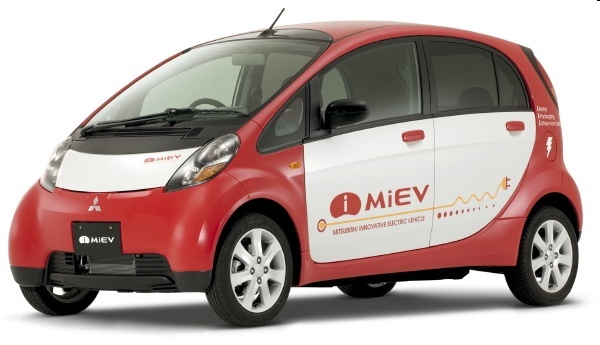 MiEV
i MiEV
i MiEV
MITSUBISHI INNOVATIVE ELECTRIC VEHICLE